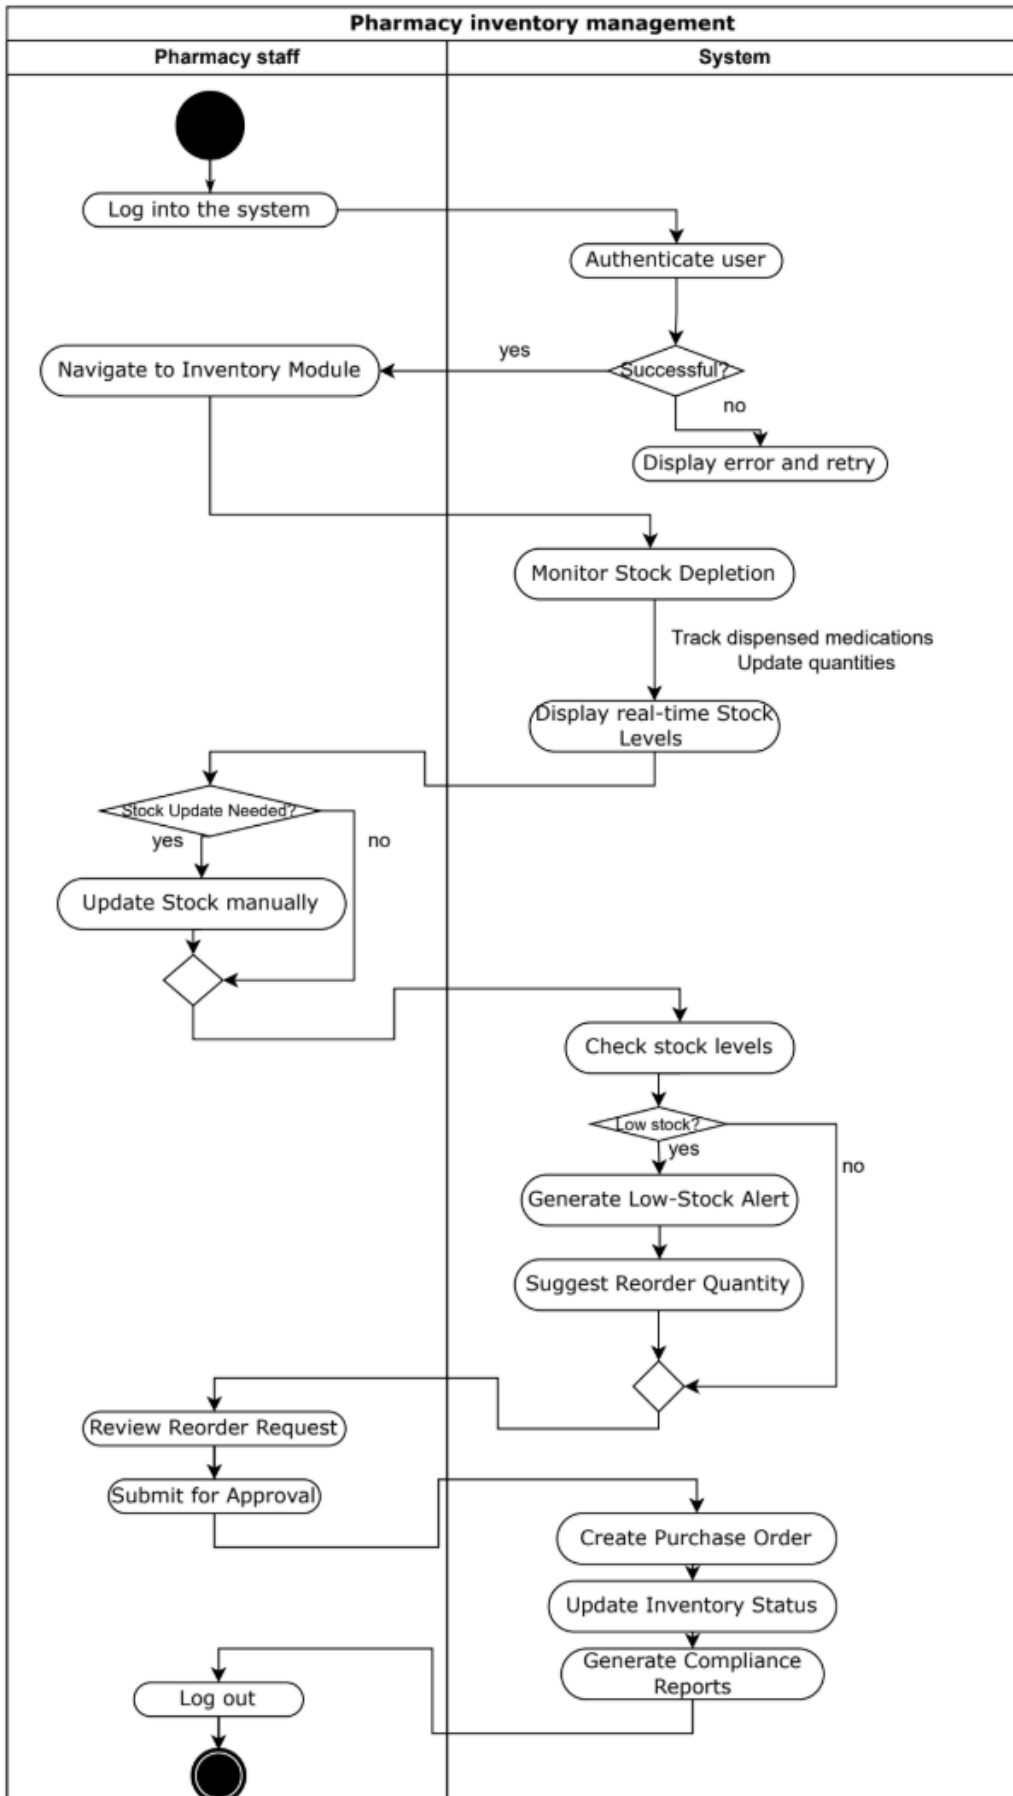 Pharmacy inventory management
Pharmacy staff
System
Log into the system
Authenticate user
Successful?
yes
Navigate to Inventory Module
no
Display error and retry
Monitor Stock Depletion
Track dispensed medications
Update quantities
Display real-time Stock
Levels
Stock Update Needed?
yes
no
Update Stock manually
Check stock levels
Low stock?
yes
no
Generate Low-Stock Alert
Suggest Reorder Quantity
Review Reorder Request
Submit for Approval
Create Purchase Order
Update Inventory Status
Generate Compliance
Reports
Log out